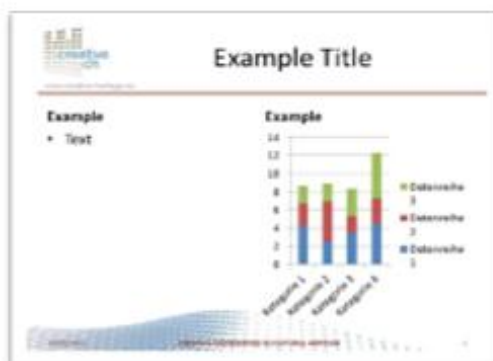 creative
.ch
Example Title
Example
• Text
Example
14
12
10
8
6
4
2
0
Datenreihe
3
Datenreihe
2
Datenreihe
1
Kategorie 1
Kategorie 2
Kategorie 3
Kategorie 4